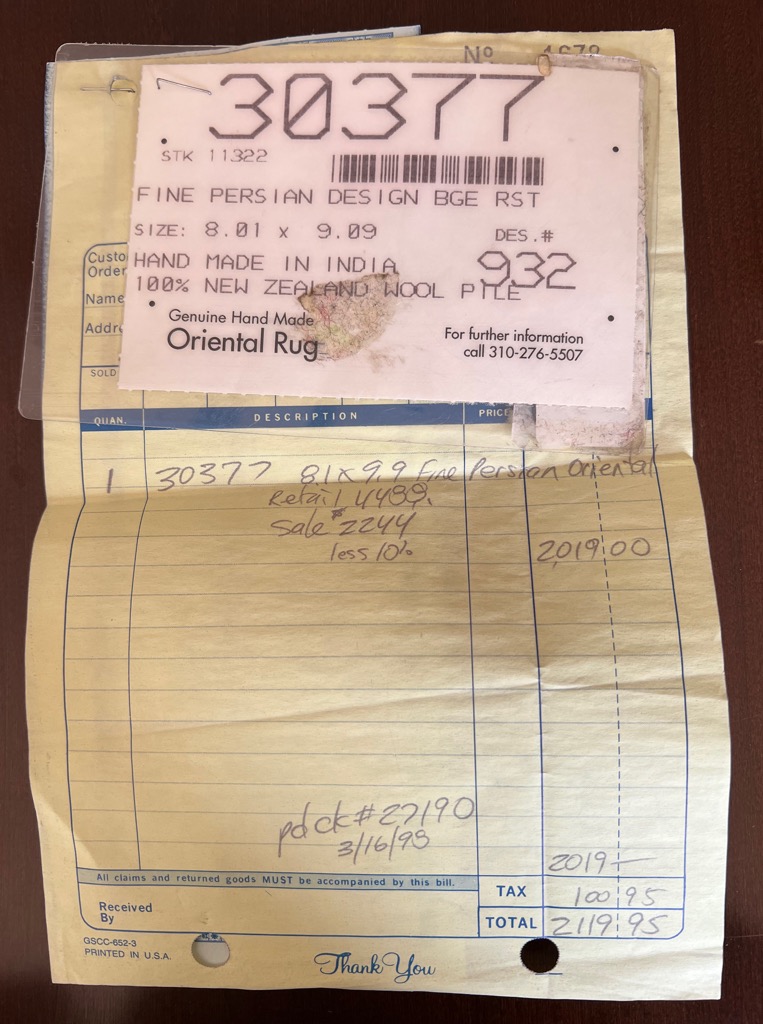 Nº 1678
30377
STK 11322
FINE PERSIAN DESIGN BGE RST
SIZE: 8.01 x 9.09
DES.#
HAND MADE IN INDIA
932
100% NEW ZEALAND WOOL PILE
Genuine Hand Made
Oriental Rug
For further information
call 310-276-5507
Custo
Order
Name
Addre
SOLD
QUAN. DESCRIPTION PRICE
1 30377 8.1 x 9.9 Fine Persian Oriental
Retail 4489.
Sale $2244
less 10% 2,019.00
pd ck # 27190
3/16/98
2019—
All claims and returned goods MUST be accompanied by this bill.
TAX 100 95
Received
By
TOTAL 2119 95
GSCC-652-3
PRINTED IN U.S.A.
Thank You